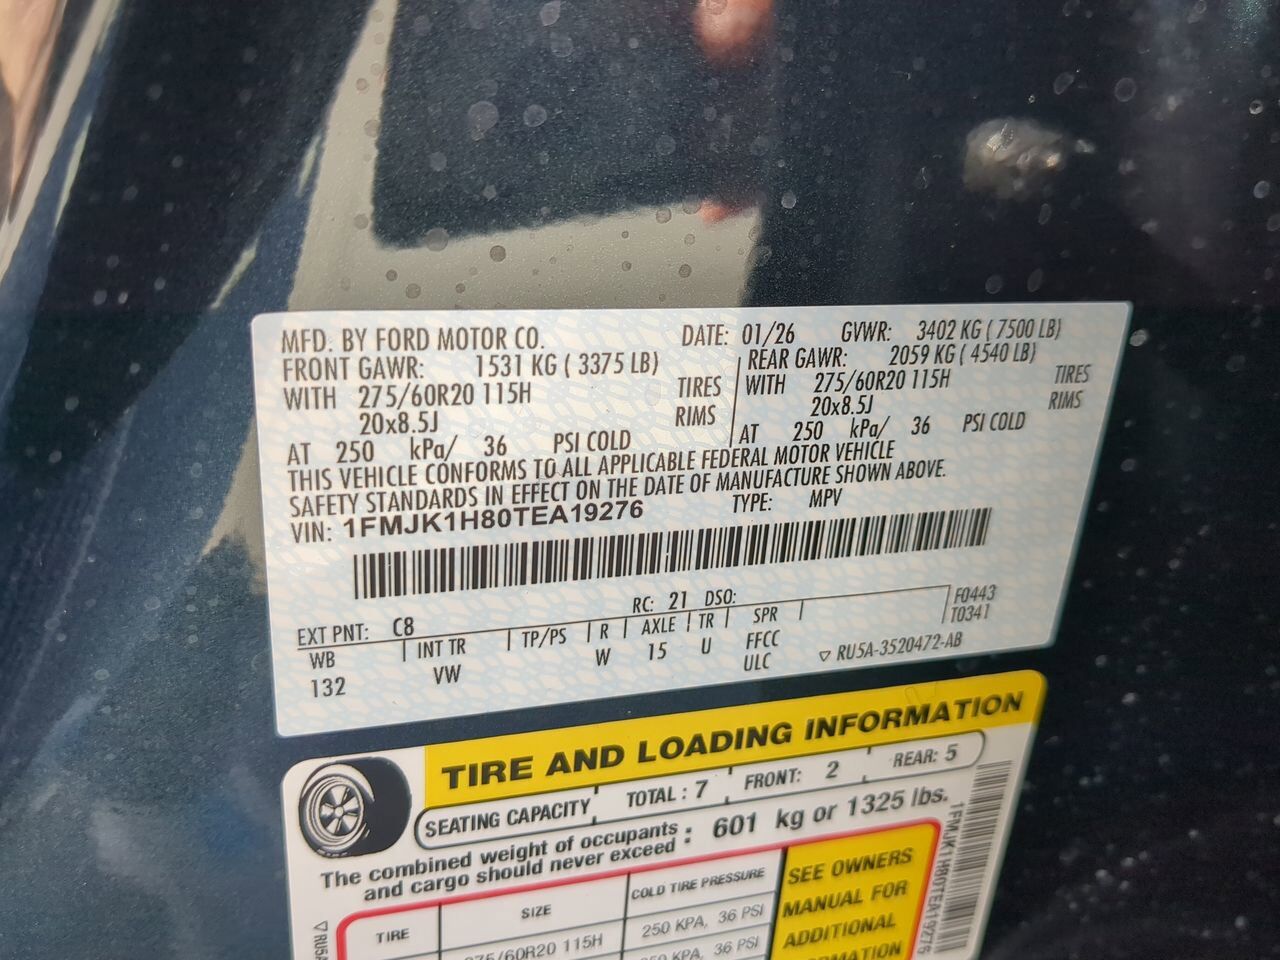 MFD. BY FORD MOTOR CO. DATE: 01/26 GVWR: 3402 KG ( 7500 LB)
FRONT GAWR: 1531 KG ( 3375 LB) REAR GAWR: 2059 KG ( 4540 LB)
WITH 275/60R20 115H TIRES WITH 275/60R20 115H TIRES
20x8.5J RIMS 20x8.5J RIMS
AT 250 kPa/ 36 PSI COLD AT 250 kPa/ 36 PSI COLD
THIS VEHICLE CONFORMS TO ALL APPLICABLE FEDERAL MOTOR VEHICLE
SAFETY STANDARDS IN EFFECT ON THE DATE OF MANUFACTURE SHOWN ABOVE.
VIN: 1FMJK1H80TEA19276 TYPE: MPV
EXT PNT: C8 RC: 21 DSO: F0443
WB INT TR TP/PS R AXLE TR SPR T0341
132 VW W 15 U FFCC
ULC ▽ RU5A-3520472-AB
TIRE AND LOADING INFORMATION
SEATING CAPACITY TOTAL : 7 FRONT: 2 REAR: 5
The combined weight of occupants
and cargo should never exceed : 601 kg or 1325 lbs.
TIRE SIZE COLD TIRE PRESSURE
275/60R20 115H 250 KPA, 36 PSI
250 KPA, 36 PSI
SEE OWNERS
MANUAL FOR
ADDITIONAL
INFORMATION
1FMJK1H80TEA19276
▽ RU5A